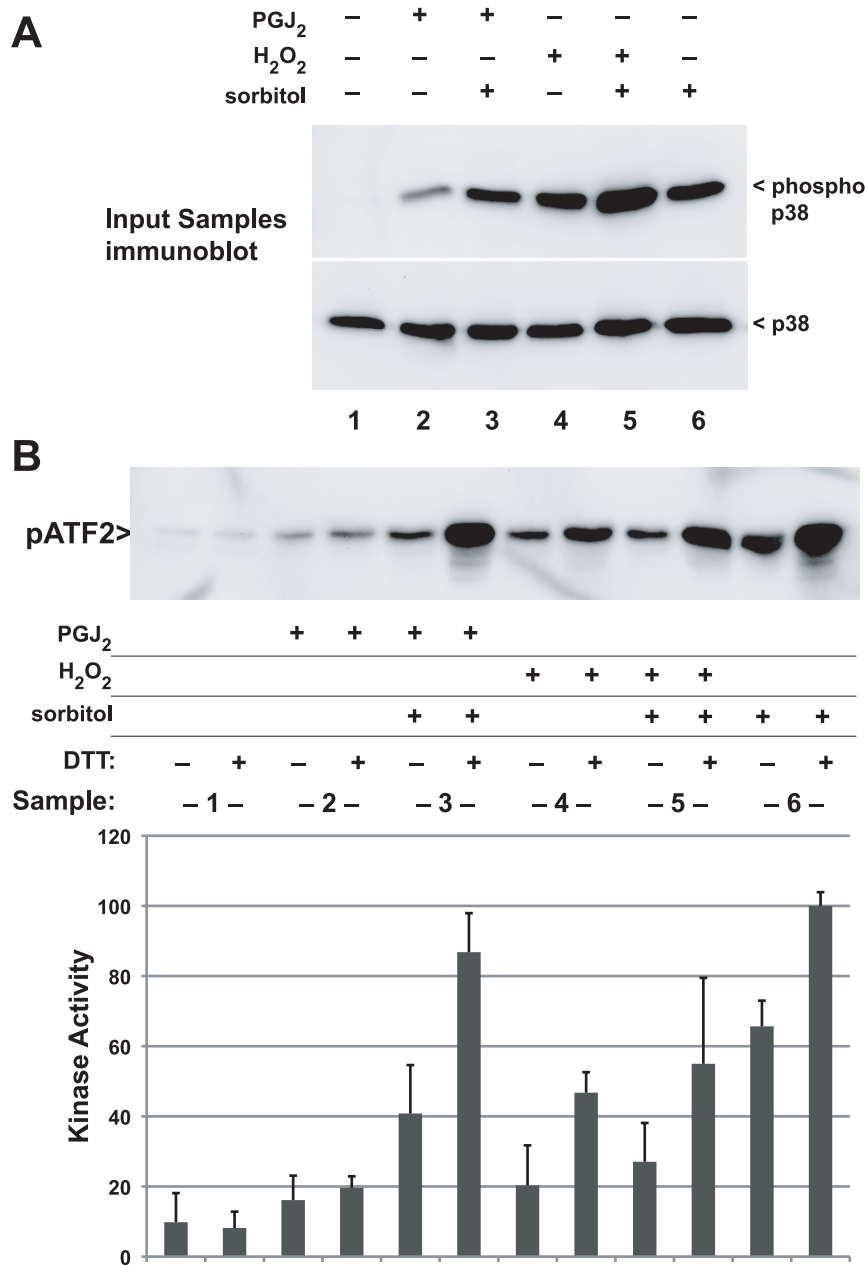 A
PGJ2 – + + – – –
H2O2 – – – + + –
sorbitol – – + – + +
Input Samples
immunoblot
< phospho
p38
< p38
1 2 3 4 5 6
B
pATF2>
PGJ2 + + + +
H2O2 + + + +
sorbitol + + + + + +
DTT: – + – + – + – + – + – +
Sample: – 1 – – 2 – – 3 – – 4 – – 5 – – 6 –
Kinase Activity
120
100
80
60
40
20
0